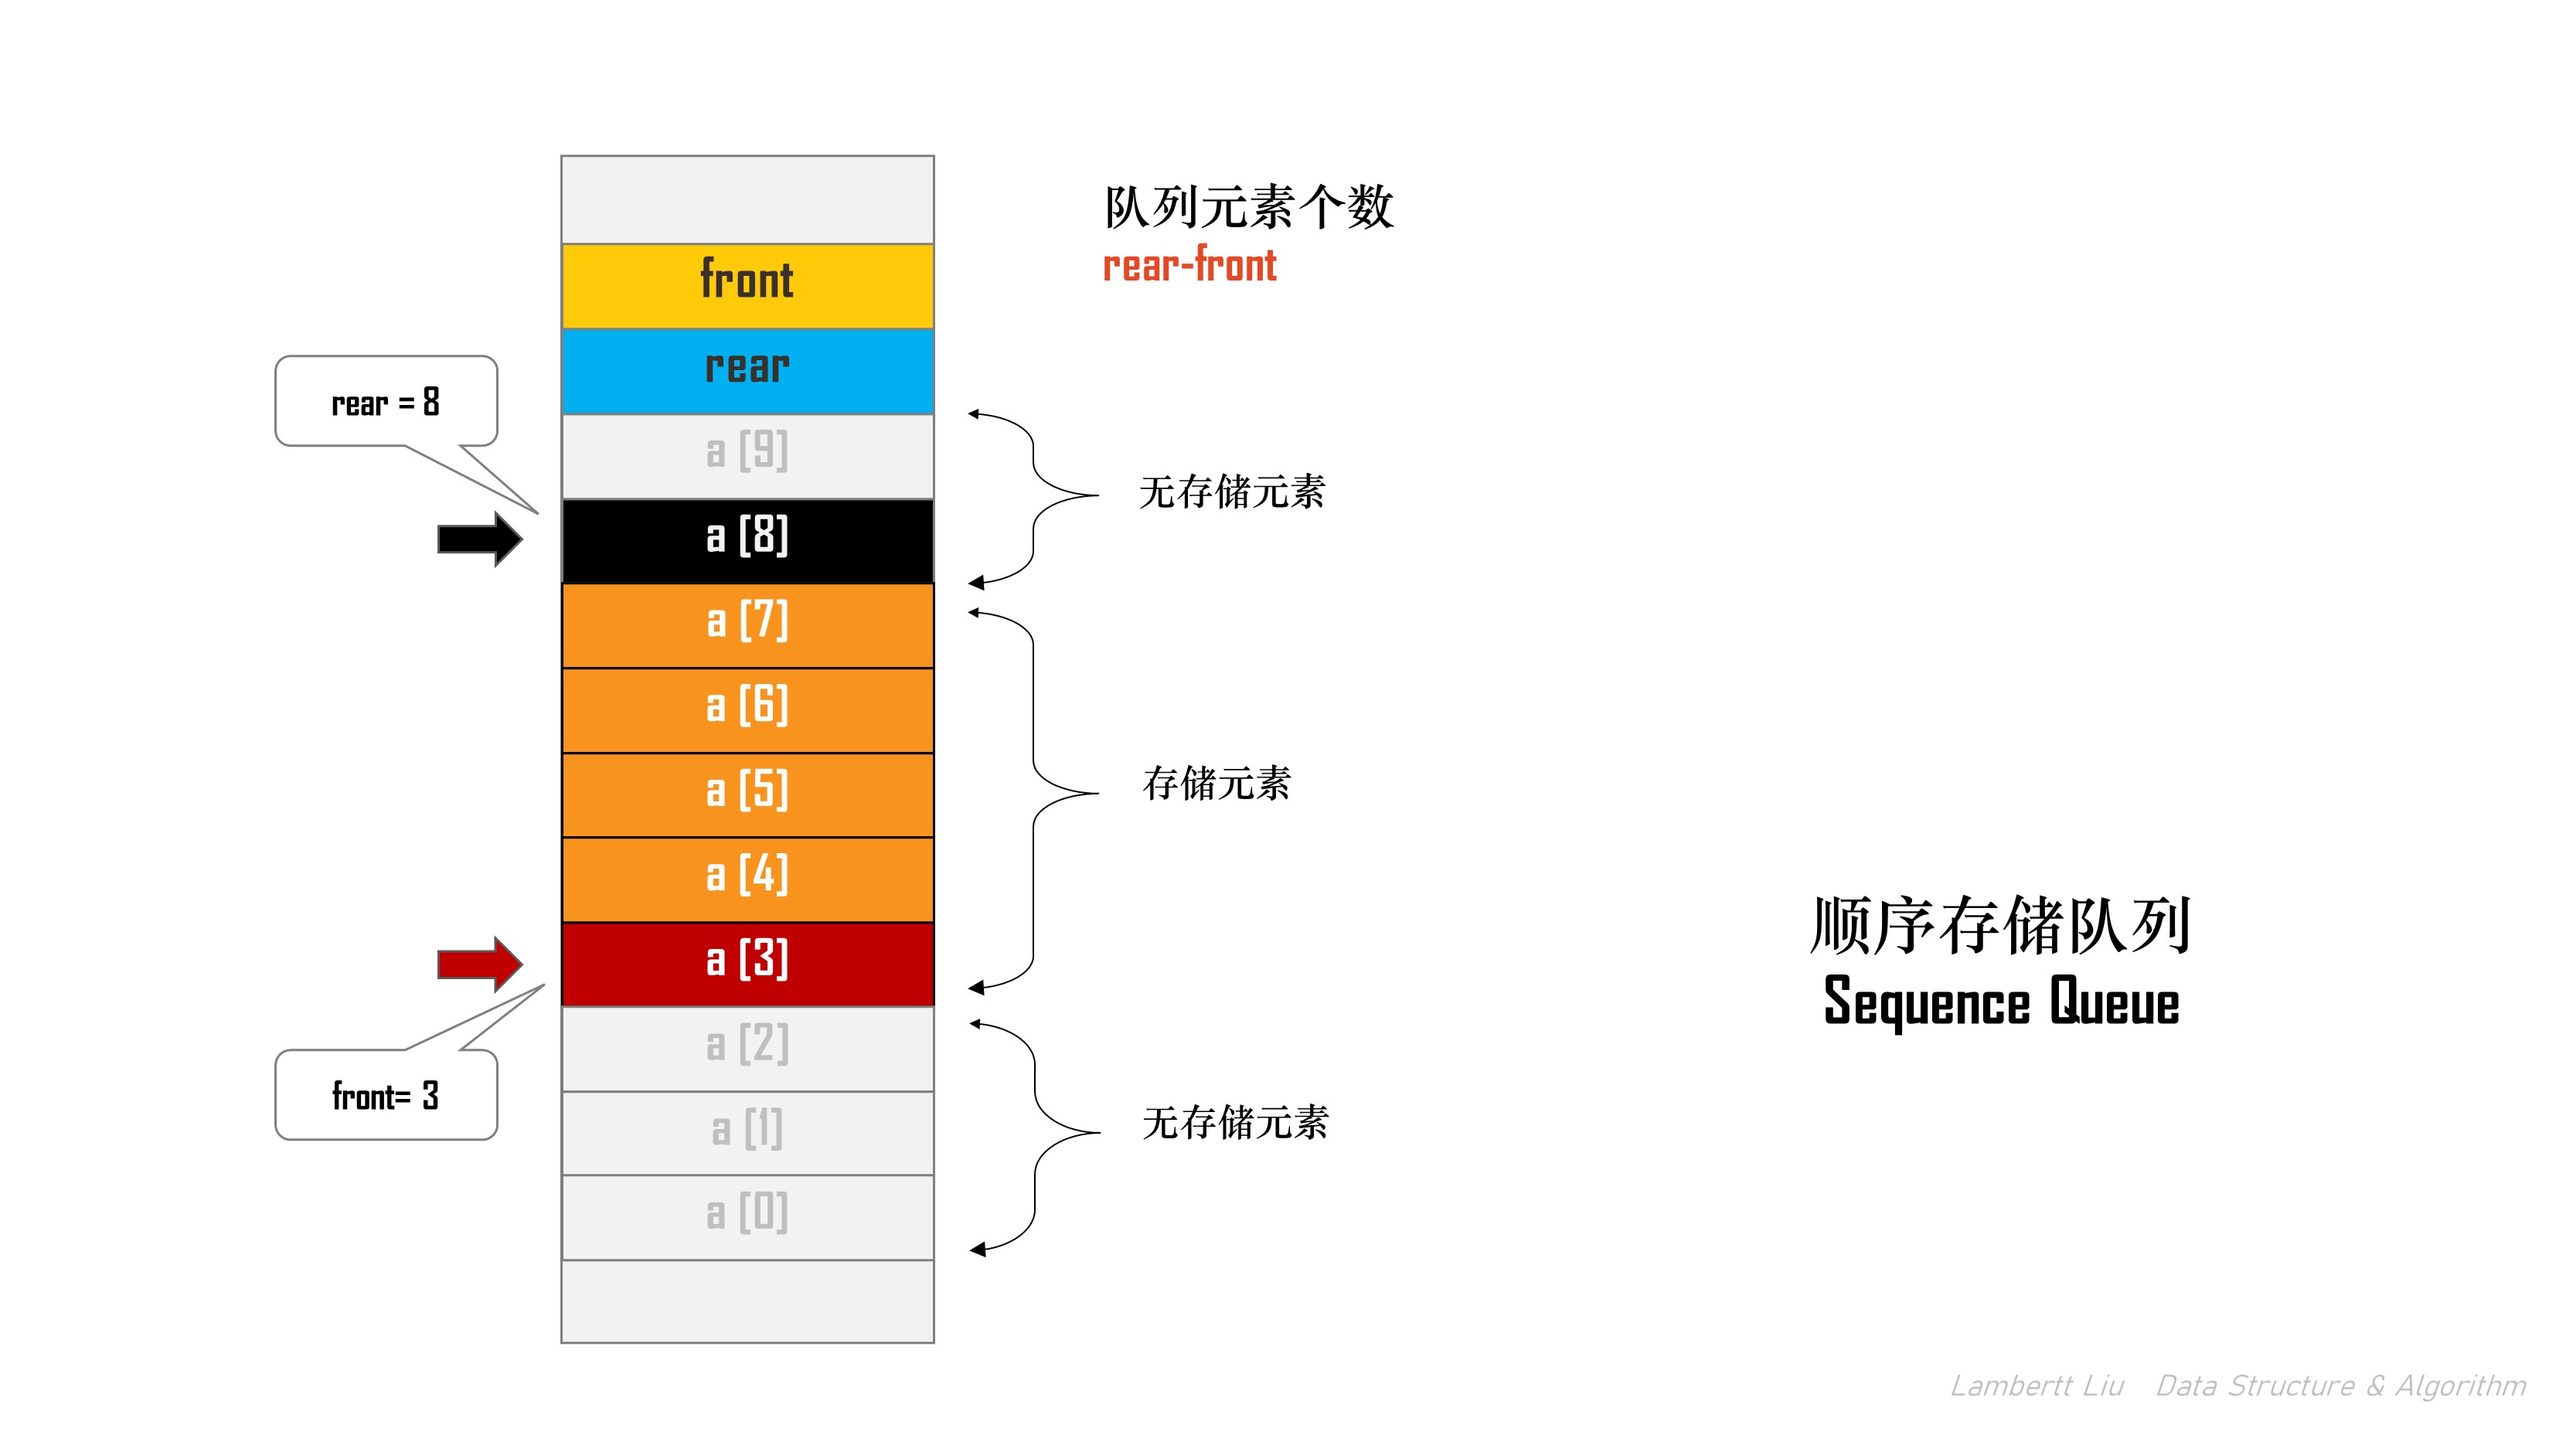 队列元素个数
rear-front
front
rear
rear = 8
a [9]
无存储元素
a [8]
a [7]
a [6]
存储元素
a [5]
a [4]
a [3]
顺序存储队列
Sequence Queue
front= 3
a [2]
a [1]
无存储元素
a [0]
Lambertt Liu Data Structure & Algorithm